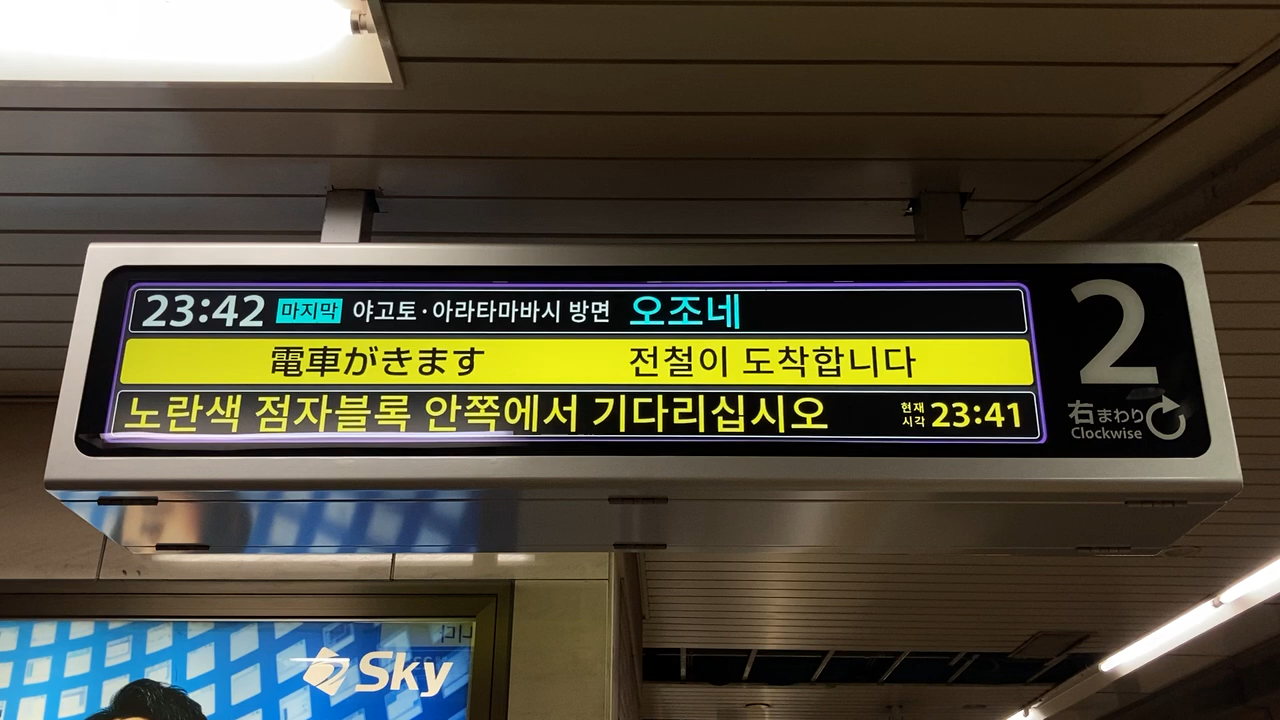 23:42 마지막 야고토·아라타마바시 방면 오조네
電車がきます 전철이 도착합니다
노란색 점자블록 안쪽에서 기다리십시오 현재 시각 23:41
2
右まわり
Clockwise
Sky